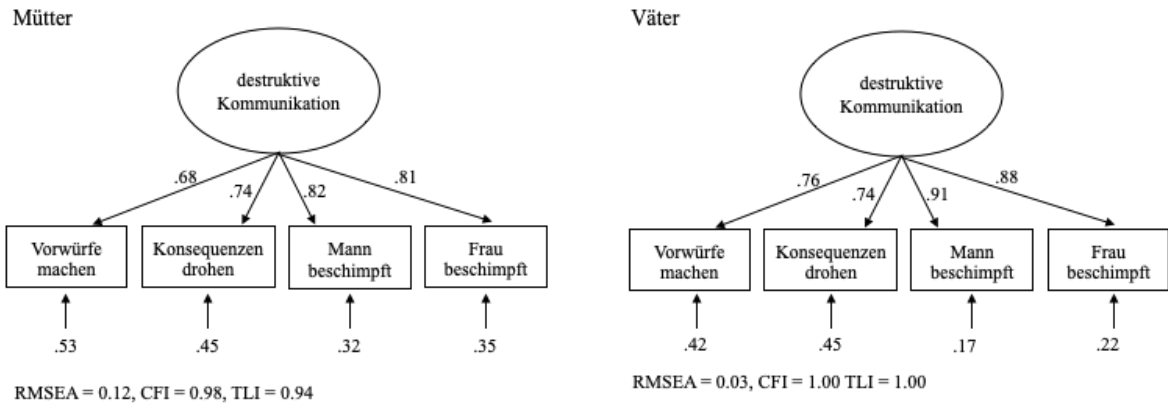 Mütter
destruktive
Kommunikation
.68
.74
.82
.81
Vorwürfe
machen
Konsequenzen
drohen
Mann
beschimpft
Frau
beschimpft
.53
.45
.32
.35
RMSEA = 0.12, CFI = 0.98, TLI = 0.94
Väter
destruktive
Kommunikation
.76
.74
.91
.88
Vorwürfe
machen
Konsequenzen
drohen
Mann
beschimpft
Frau
beschimpft
.42
.45
.17
.22
RMSEA = 0.03, CFI = 1.00 TLI = 1.00